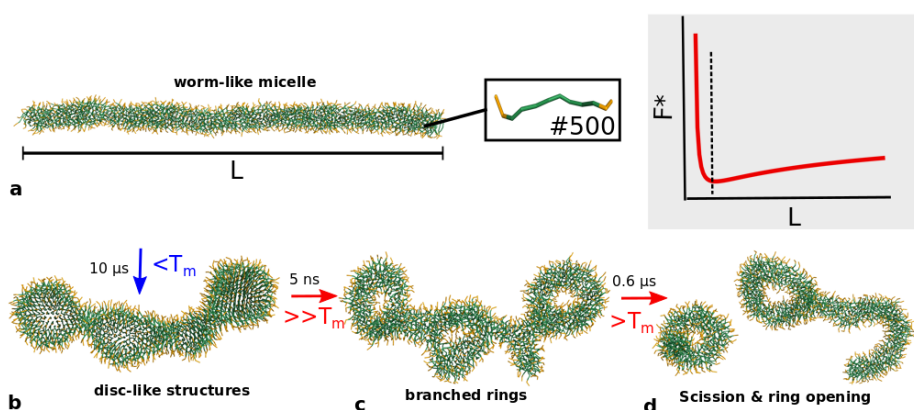 worm-like micelle
#500
L
a
F*
L
10 μs
<Tm
5 ns
>>Tm
0.6 μs
>Tm
disc-like structures
branched rings
Scission & ring opening
b
c
d